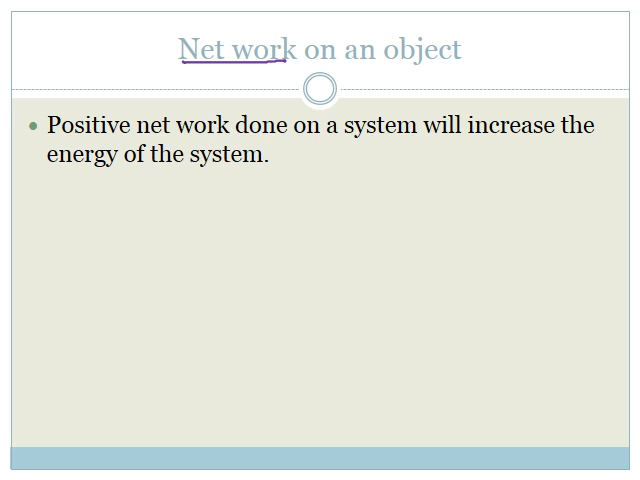 Net work on an object
• Positive net work done on a system will increase the
energy of the system.